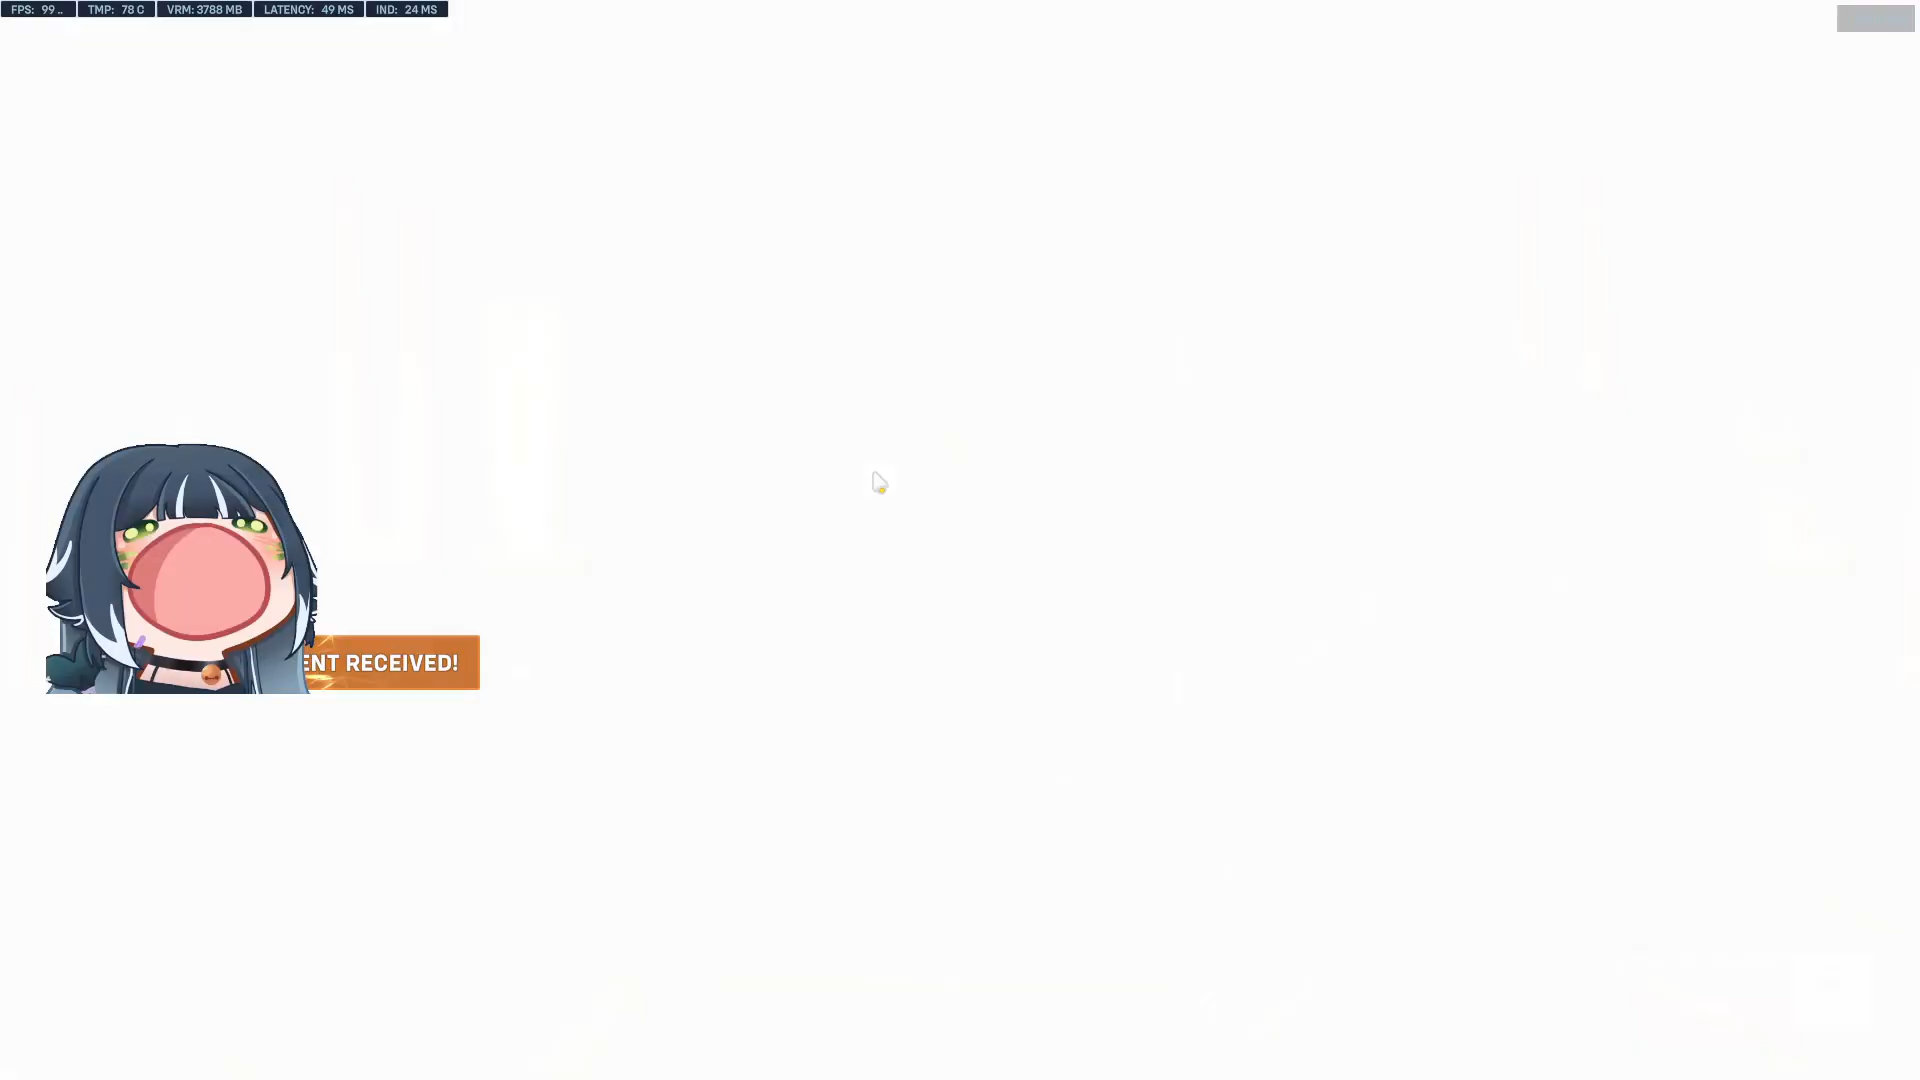 FPS: 99 .. TMP: 78 C VRM: 3788 MB LATENCY: 49 MS IND: 24 MS
ENT RECEIVED!